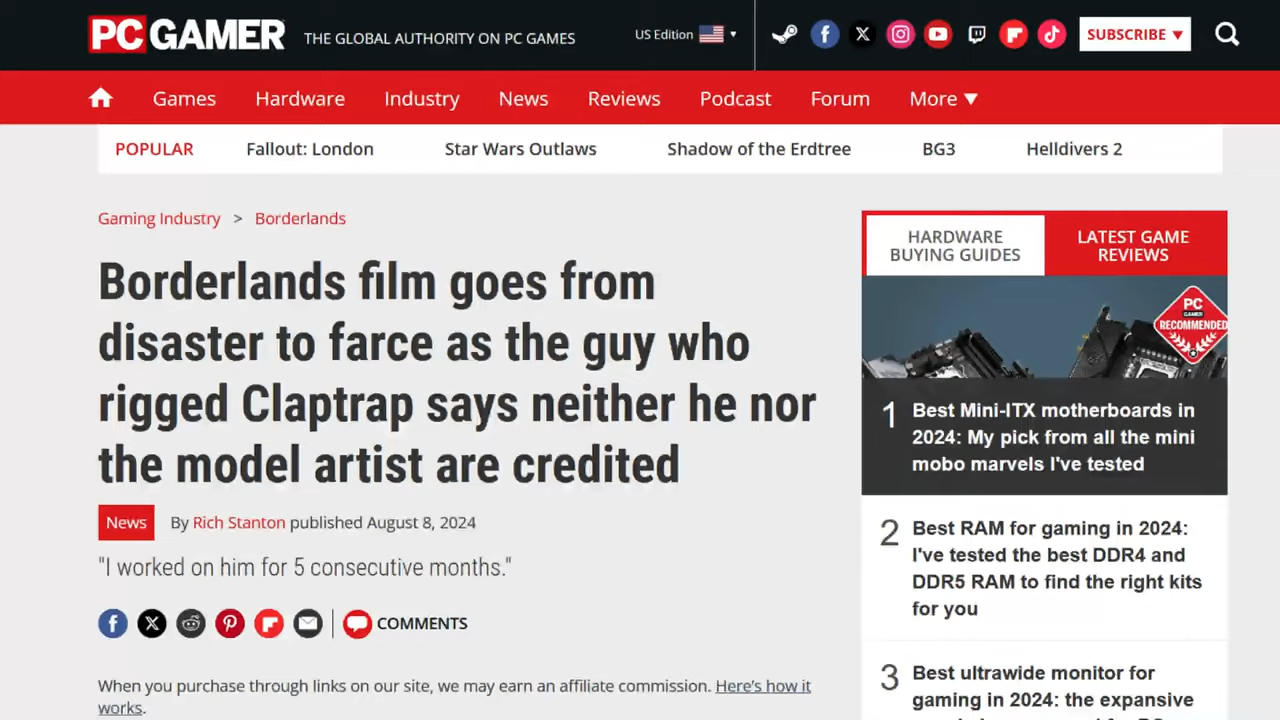 PC GAMER THE GLOBAL AUTHORITY ON PC GAMES US Edition SUBSCRIBE
Games Hardware Industry News Reviews Podcast Forum More
POPULAR Fallout: London Star Wars Outlaws Shadow of the Erdtree BG3 Helldivers 2
Gaming Industry > Borderlands
Borderlands film goes from
disaster to farce as the guy who
rigged Claptrap says neither he nor
the model artist are credited
News By Rich Stanton published August 8, 2024
"I worked on him for 5 consecutive months."
COMMENTS
When you purchase through links on our site, we may earn an affiliate commission. Here's how it
works.
HARDWARE
BUYING GUIDES
LATEST GAME
REVIEWS
PC
GAMER
RECOMMENDED
1 Best Mini-ITX motherboards in
2024: My pick from all the mini
mobo marvels I've tested
2 Best RAM for gaming in 2024:
I've tested the best DDR4 and
DDR5 RAM to find the right kits
for you
3 Best ultrawide monitor for
gaming in 2024: the expansive